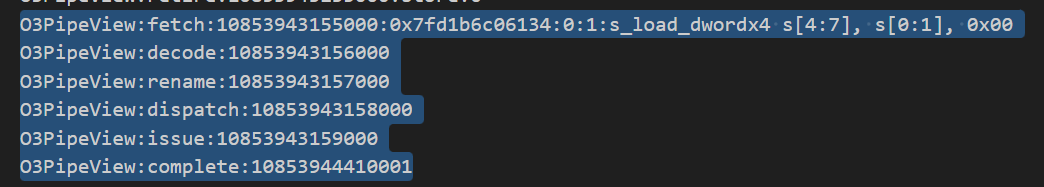 O3PipeView:fetch:10853943155000:0x7fd1b6c06134:0:1:s_load_dwordx4 s[4:7], s[0:1], 0x00
O3PipeView:decode:10853943156000
O3PipeView:rename:10853943157000
O3PipeView:dispatch:10853943158000
O3PipeView:issue:10853943159000
O3PipeView:complete:10853944410001